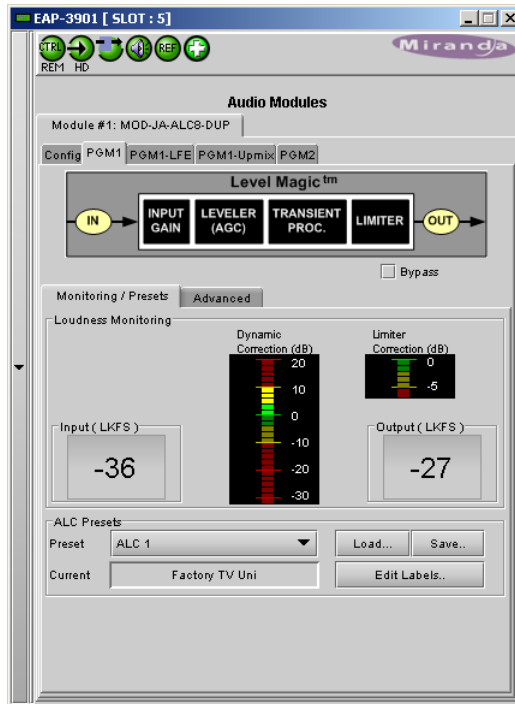 EAP-3901 [ SLOT : 5]
CTRL REF
REM HD
Miranda
Audio Modules
Module #1: MOD-JA-ALC8-DUP
Config PGM1 PGM1-LFE PGM1-Upmix PGM2
Level Magic tm
IN INPUT GAIN LEVELER (AGC) TRANSIENT PROC. LIMITER OUT
Bypass
Monitoring / Presets Advanced
Loudness Monitoring
Dynamic Correction (dB)
20
10
0
-10
-20
-30
Limiter Correction (dB)
0
-5
Input ( LKFS )
-36
Output ( LKFS )
-27
ALC Presets
Preset ALC 1 Load... Save..
Current Factory TV Uni Edit Labels..